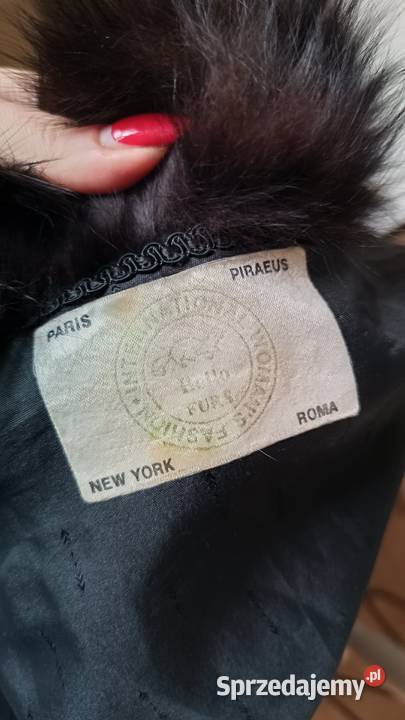 PARIS
PIRAEUS
INTERNATIONAL WOMAN'S FASHION
FURS
NEW YORK
ROMA
Sprzedajemy.pl